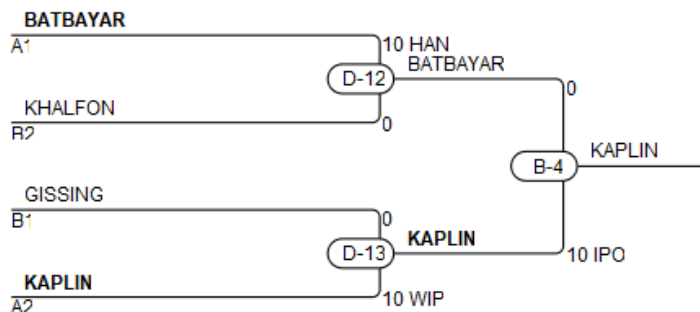 BATBAYAR
A1
10 HAN
D-12
BATBAYAR
KHALFON
B2
0
0
B-4
KAPLIN
GISSING
B1
0
D-13
KAPLIN
10 IPO
KAPLIN
A2
10 WIP